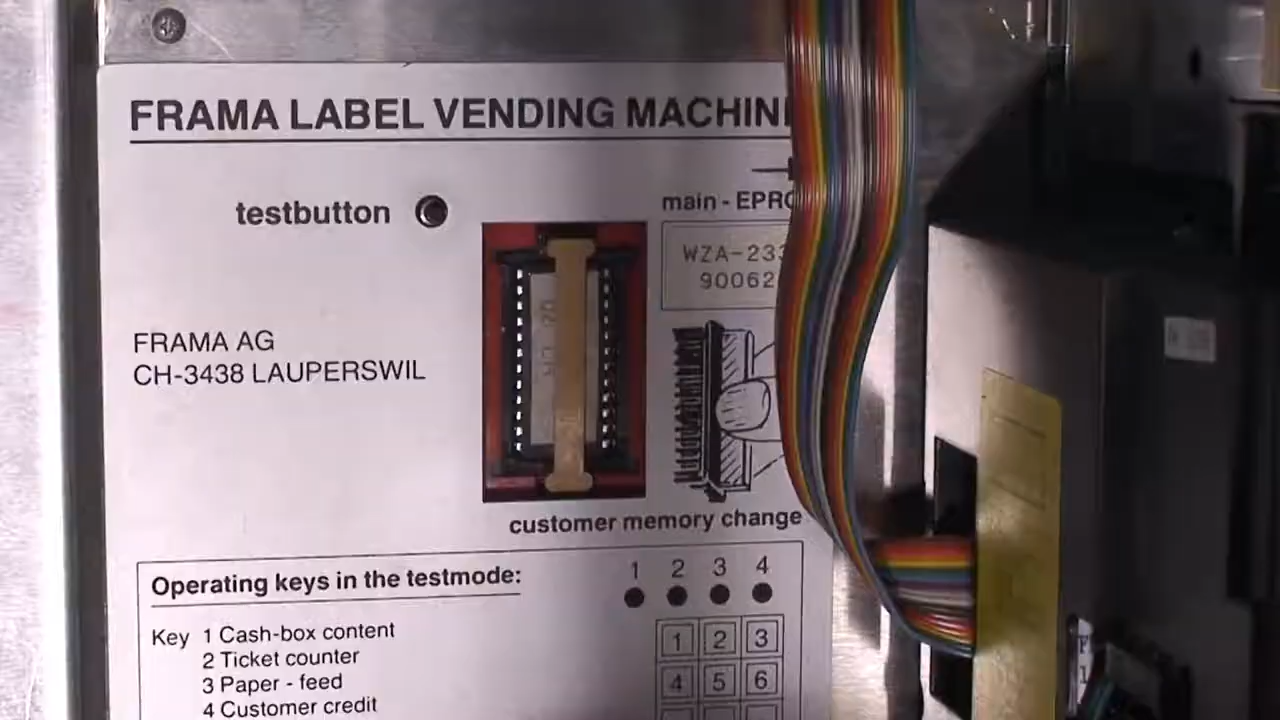 FRAMA LABEL VENDING MACHIN
testbutton
main - EPRO
WZA-233
90062
FRAMA AG
CH-3438 LAUPERSWIL
customer memory change
Operating keys in the testmode:
1 2 3 4
Key 1 Cash-box content
2 Ticket counter
3 Paper - feed
4 Customer credit
1 2 3
4 5 6